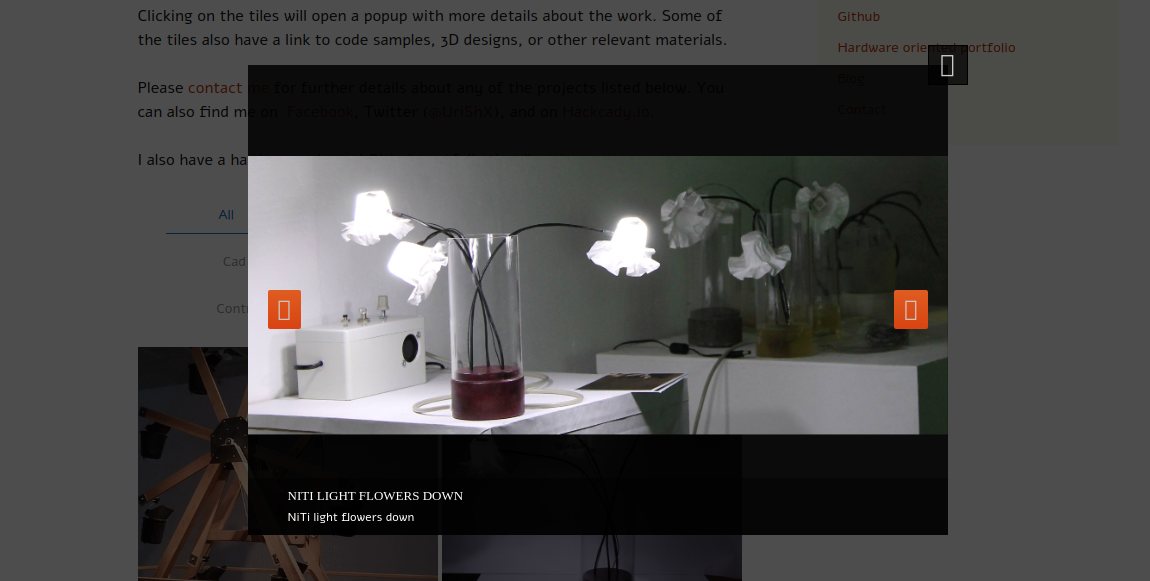 Clicking on the tiles will open a popup with more details about the work. Some of
the tiles also have a link to code samples, 3D designs, or other relevant materials.
Please contact me for further details about any of the projects listed below. You
can also find me on Facebook, Twitter (@UriShX), and on Hackaday.io.
I also have a ha
All
Cad
Contr
Github
Hardware oriented portfolio
Blog
Contact
NITI LIGHT FLOWERS DOWN
NiTi light flowers down